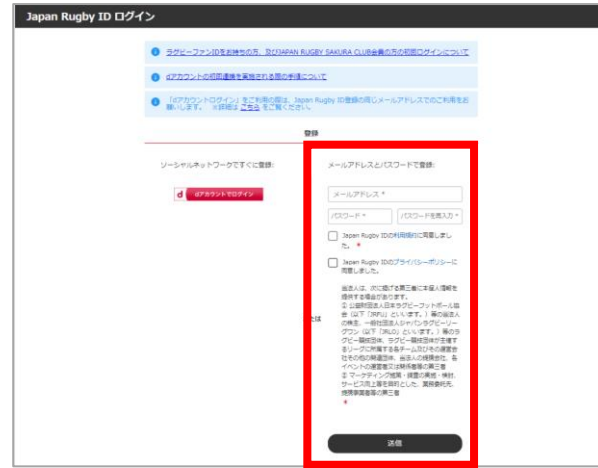 Japan Rugby ID ログイン
ラグビーファンIDをお持ちの方、及びJAPAN RUGBY SAKURA CLUB会員の方の初回ログインについて
dアカウントの初回連携を実施される際の手順について
「dアカウントログイン」をご利用の際は、Japan Rugby ID登録の同じメールアドレスでのご利用をお
願いします。 ※詳細は こちら をご覧ください。
登録
ソーシャルネットワークですぐに登録:
d dアカウントでログイン
または
メールアドレスとパスワードで登録:
メールアドレス *
パスワード * パスワードを再入力 *
Japan Rugby IDの利用規約に同意しまし
た。 *
Japan Rugby IDのプライバシーポリシーに
同意しました。
当法人は、次に掲げる第三者に本個人情報を
提供する場合があります。
① 公益財団法人日本ラグビーフットボール協
会（以下「JRFU」といいます。）等の当法人
の株主、一般社団法人ジャパンラグビーリー
グワン（以下「JRLO」といいます。）等のラ
グビー競技団体、ラグビー競技団体が主催す
るリーグに所属する各チーム及びその運営会
社その他の関連団体、当法人の提携会社、各
イベントの運営者又は関係者等の第三者
② マーケティング施策・調査の実施・検討、
サービス向上等を目的とした、業務委託先、
提携事業者等の第三者
*
送信